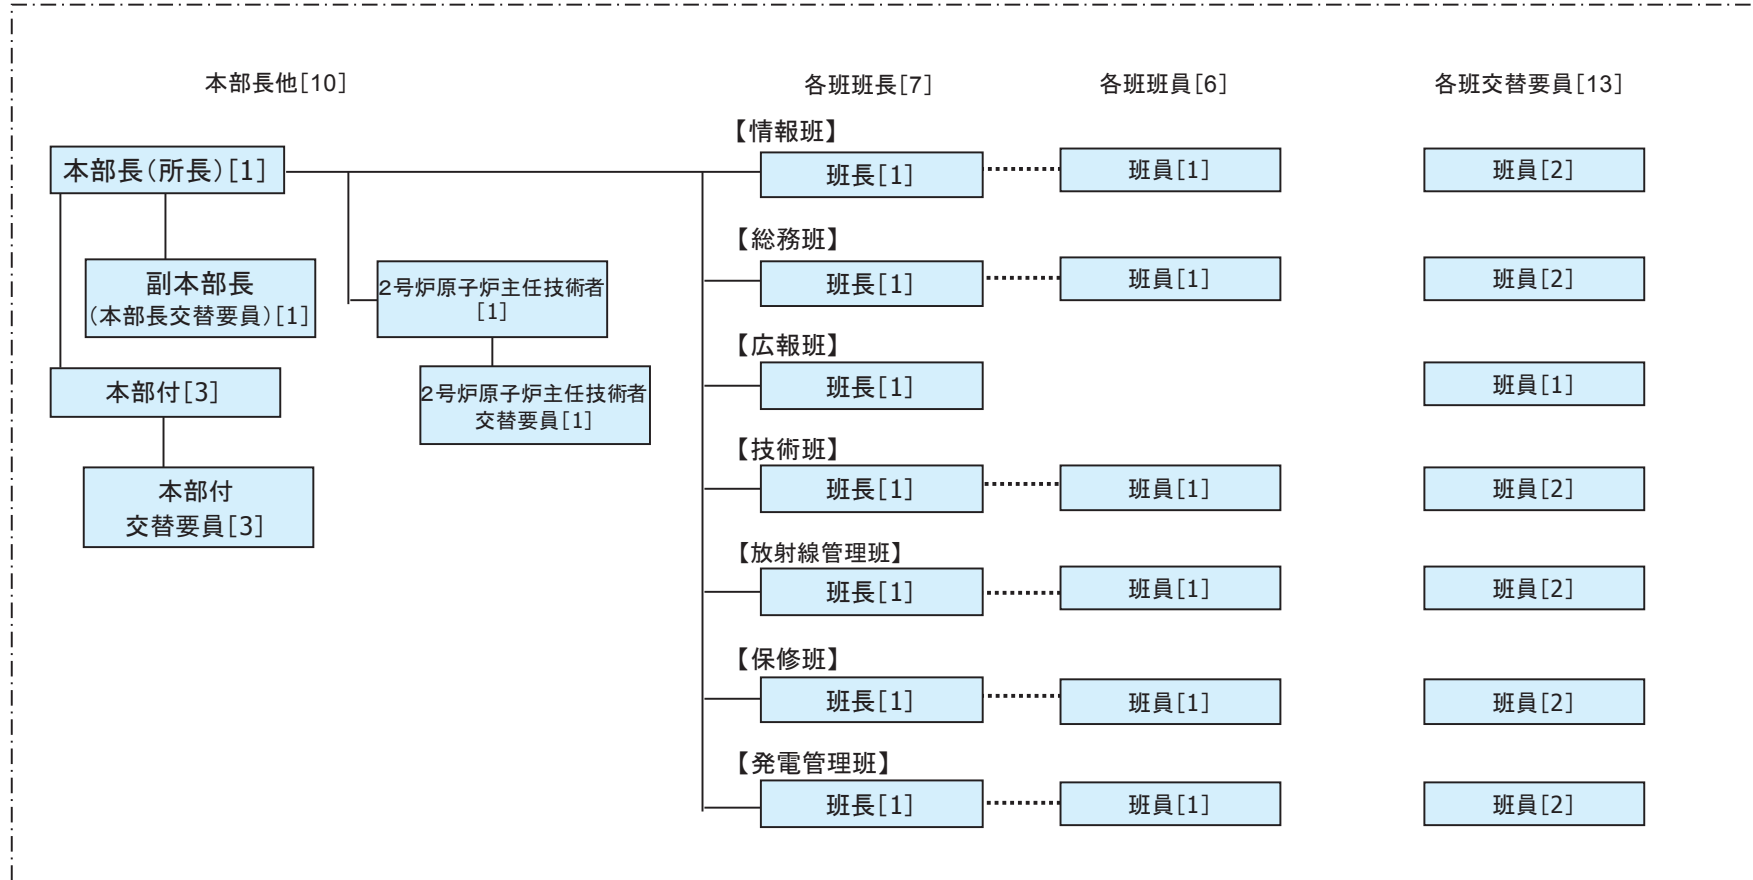 本部長他[10]
各班班長[7]
各班班員[6]
各班交替要員[13]
本部長(所長)[1]
副本部長
(本部長交替要員)[1]
本部付[3]
本部付
交替要員[3]
2号炉原子炉主任技術者
[1]
2号炉原子炉主任技術者
交替要員[1]
【情報班】
班長[1]
班員[1]
班員[2]
【総務班】
班長[1]
班員[1]
班員[2]
【広報班】
班長[1]
班員[1]
【技術班】
班長[1]
班員[1]
班員[2]
【放射線管理班】
班長[1]
班員[1]
班員[2]
【保修班】
班長[1]
班員[1]
班員[2]
【発電管理班】
班長[1]
班員[1]
班員[2]